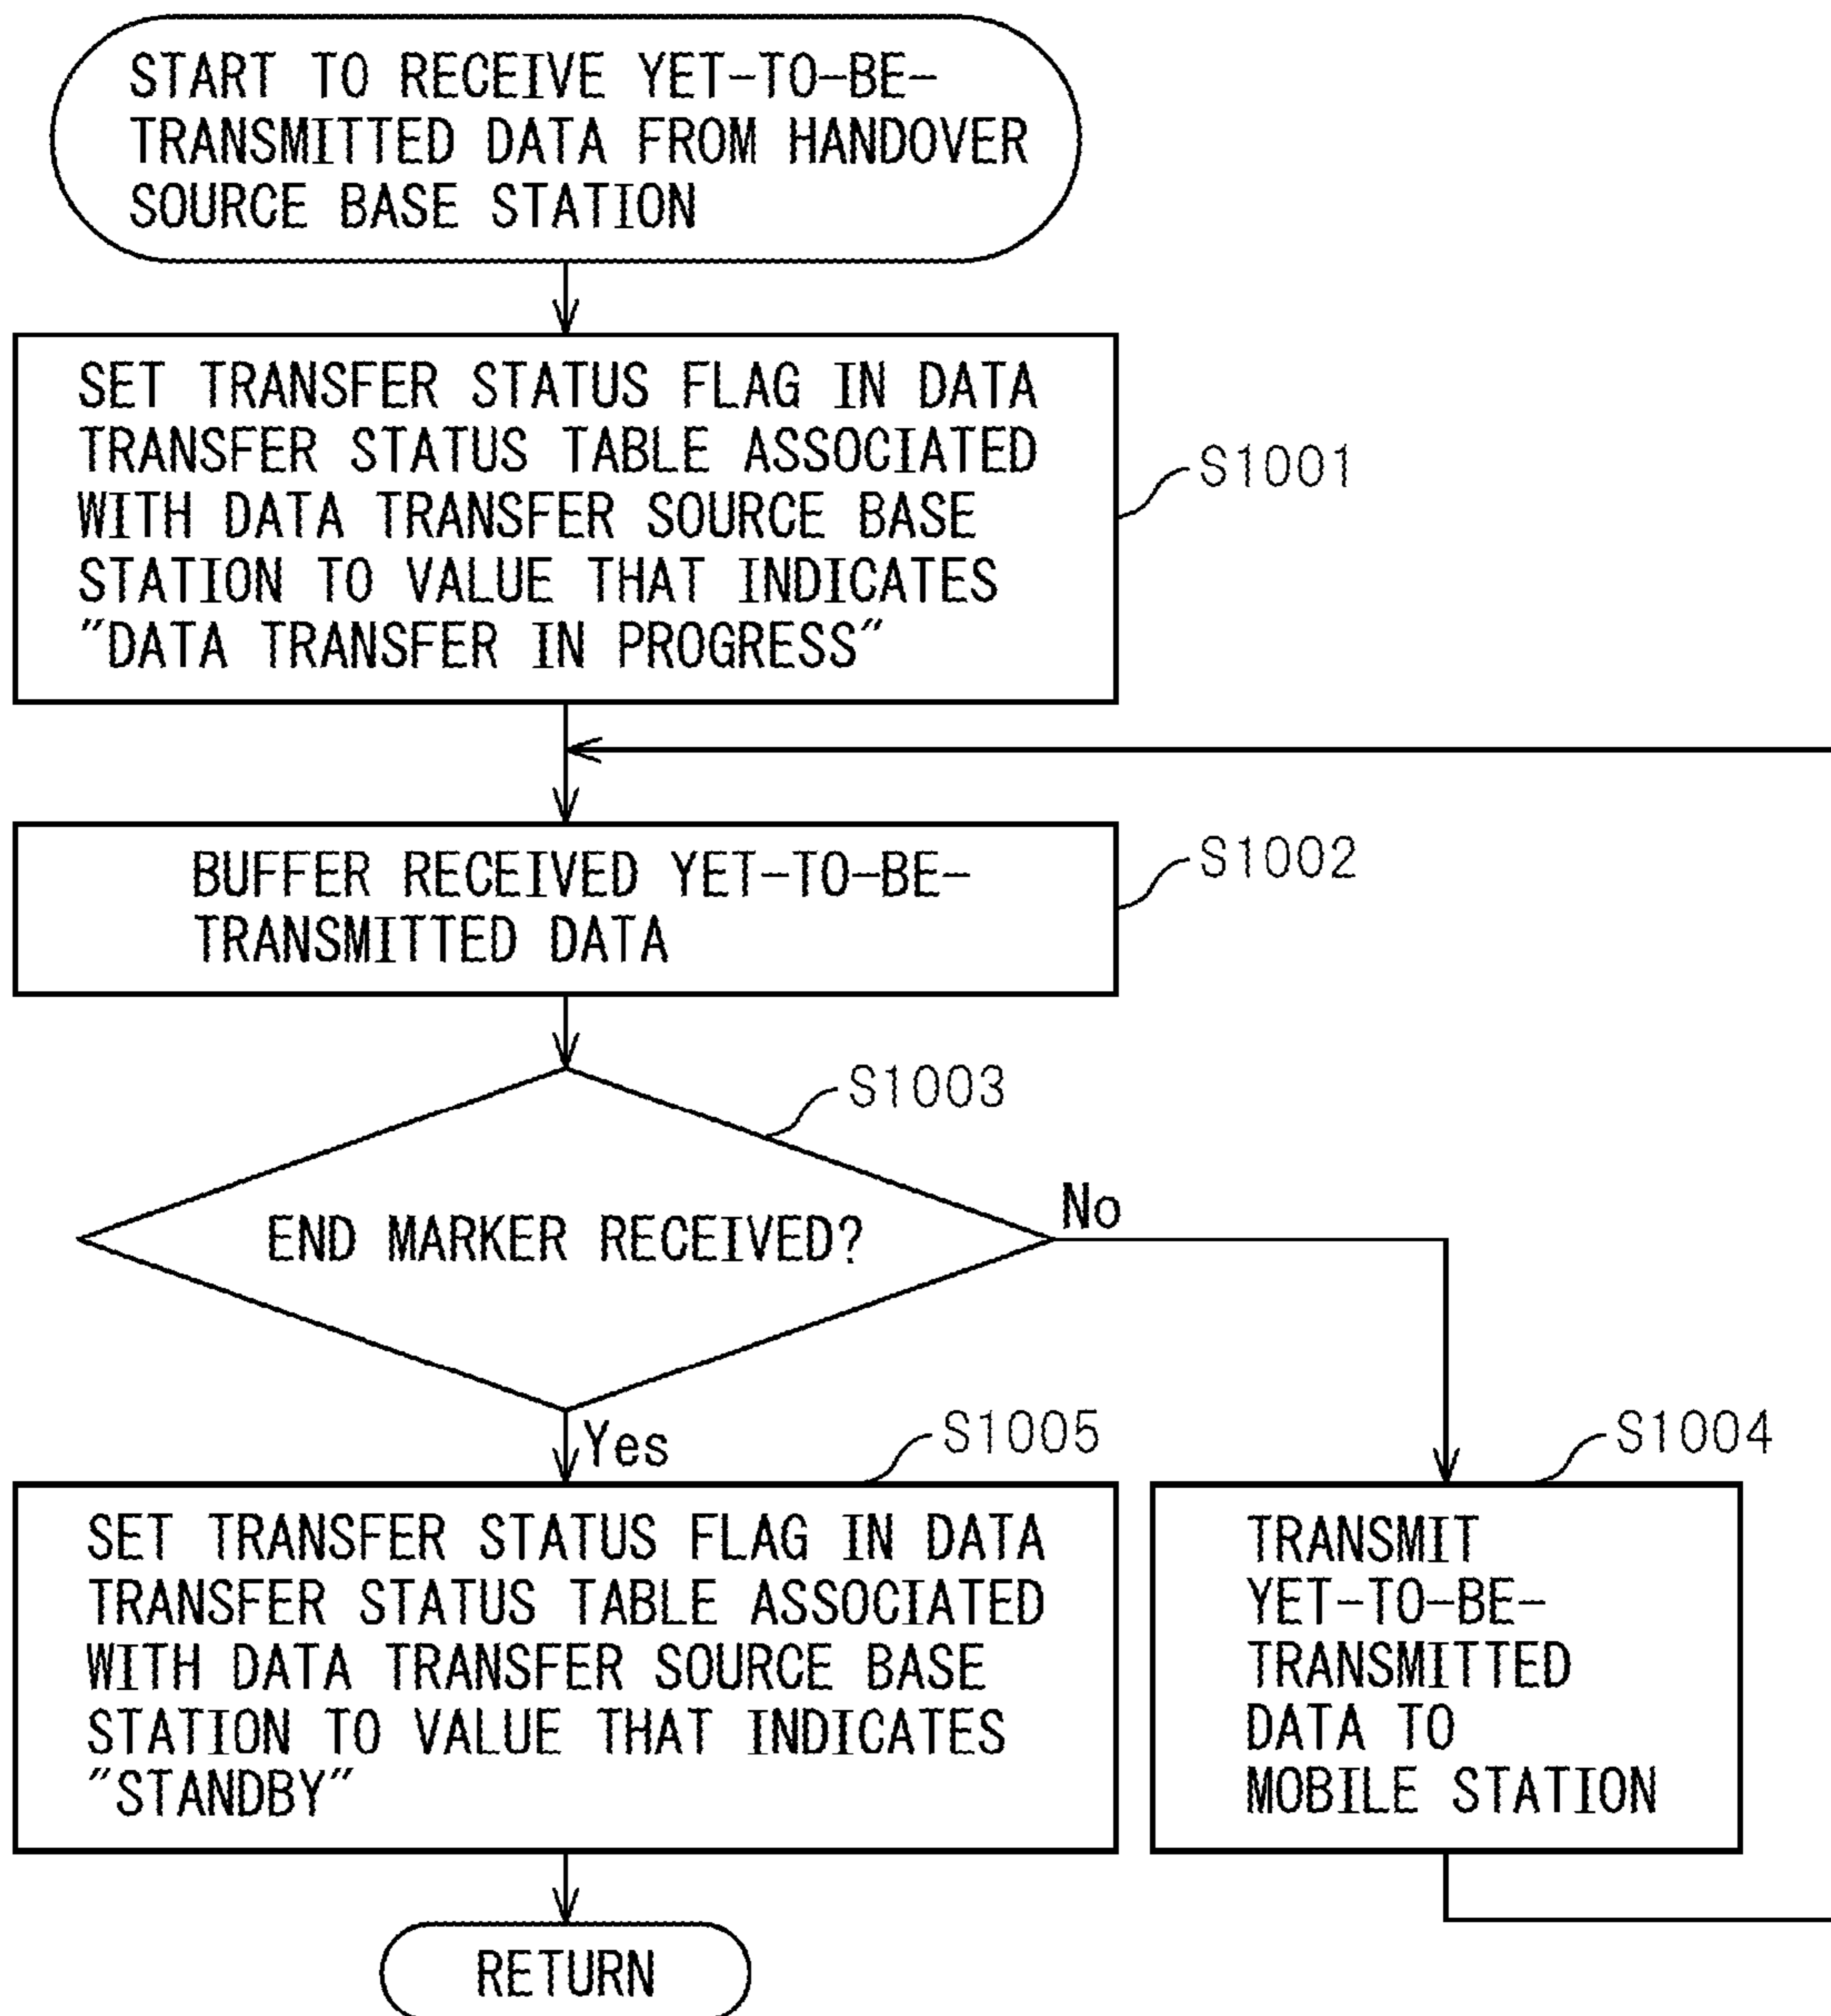 START TO RECEIVE YET-TO-BE-
TRANSMITTED DATA FROM HANDOVER
SOURCE BASE STATION
SET TRANSFER STATUS FLAG IN DATA
TRANSFER STATUS TABLE ASSOCIATED
WITH DATA TRANSFER SOURCE BASE
STATION TO VALUE THAT INDICATES
"DATA TRANSFER IN PROGRESS"
S1001
BUFFER RECEIVED YET-TO-BE-
TRANSMITTED DATA
S1002
S1003
END MARKER RECEIVED?
No
Yes
S1005
SET TRANSFER STATUS FLAG IN DATA
TRANSFER STATUS TABLE ASSOCIATED
WITH DATA TRANSFER SOURCE BASE
STATION TO VALUE THAT INDICATES
"STANDBY"
S1004
TRANSMIT
YET-TO-BE-
TRANSMITTED
DATA TO
MOBILE STATION
RETURN